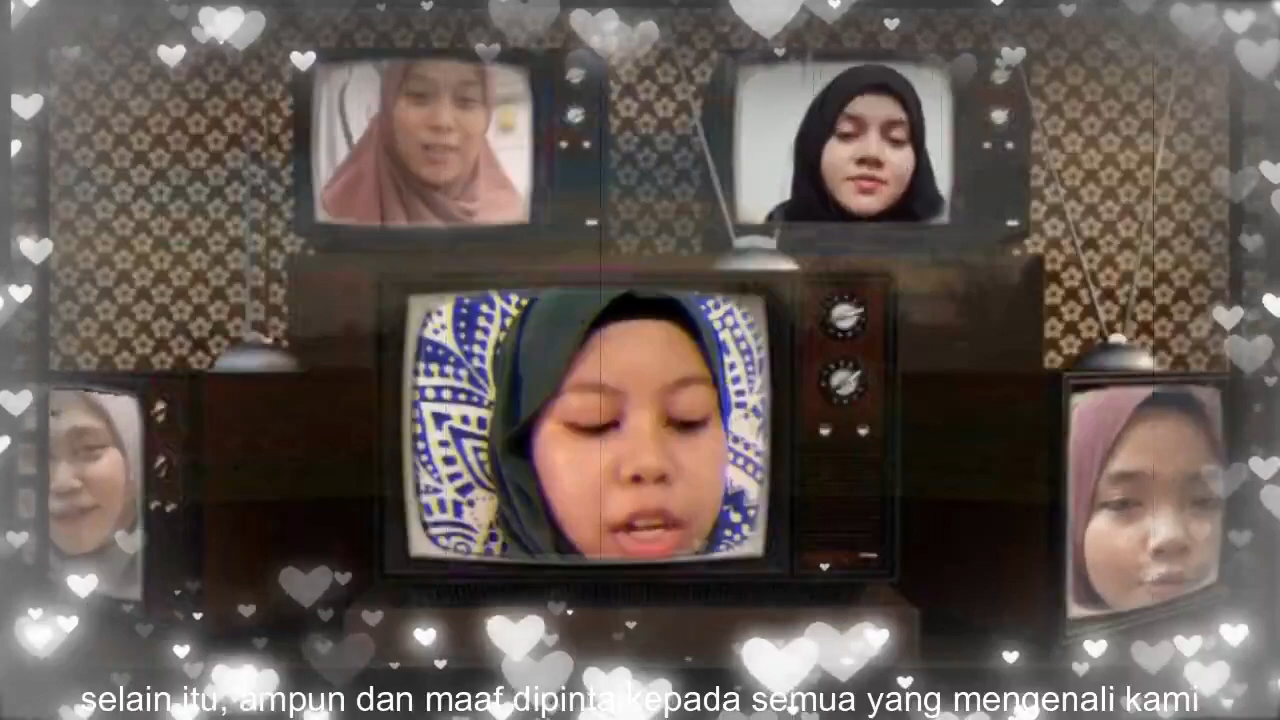 selain itu, ampun dan maaf dipinta kepada semua yang mengenali kami